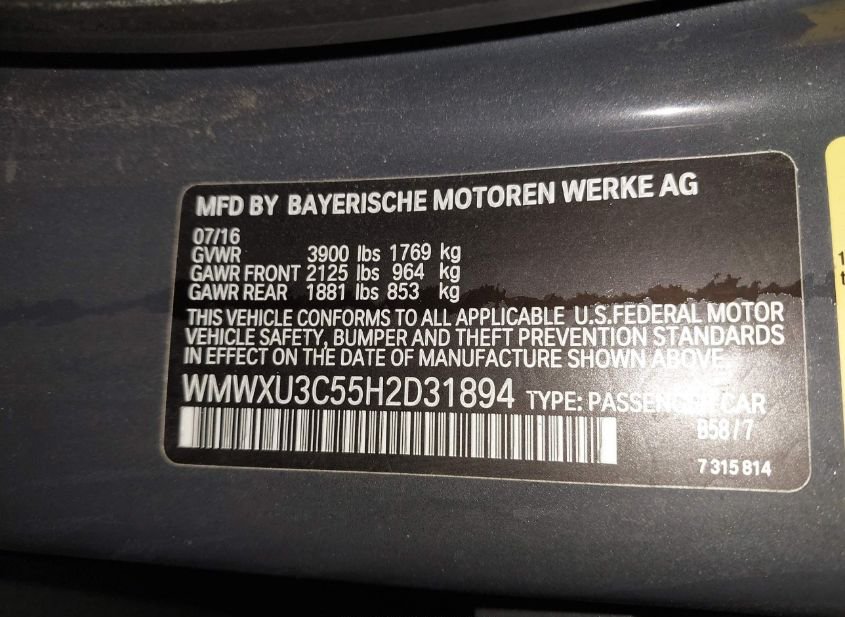 MFD BY BAYERISCHE MOTOREN WERKE AG
07/16
GVWR 3900 lbs 1769 kg
GAWR FRONT 2125 lbs 964 kg
GAWR REAR 1881 lbs 853 kg
THIS VEHICLE CONFORMS TO ALL APPLICABLE U.S.FEDERAL MOTOR
VEHICLE SAFETY, BUMPER AND THEFT PREVENTION STANDARDS
IN EFFECT ON THE DATE OF MANUFACTURE SHOWN ABOVE.
WMWXU3C55H2D31894 TYPE: PASSENGER CAR
B58/7
7 315 814